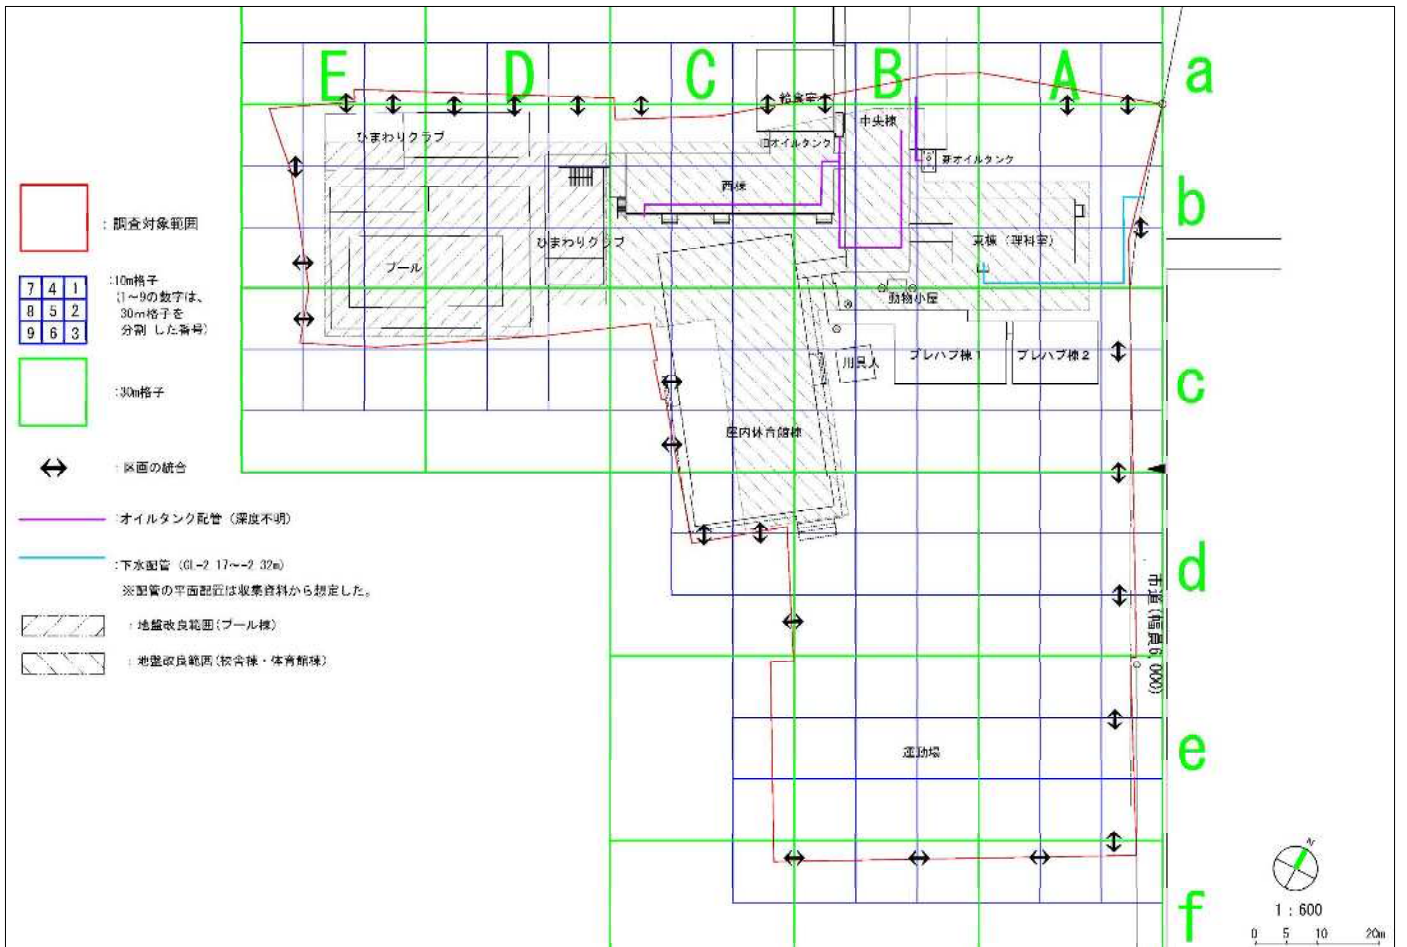 E D C B A a
給食室
中央棟
ひまわりクラブ
旧オイルタンク
新オイルタンク
西棟
b
: 調査対象範囲
ひまわりクラブ
東棟（理科室）
プール
7 4 1
8 5 2
9 6 3
:10m格子
(1～9の数字は、
30m格子を
分割 した番号)
動物小屋
プレハブ棟1
プレハブ棟2
c
:30m格子
屋内体育館棟
: 区画の統合
:オイルタンク配管（深度不明）
:下水配管（GL-2 17～-2 32m）
※配管の平面配置は収集資料から想定した。
d
市道(幅員6,000)
: 地盤改良範囲(プール棟)
: 地盤改良範囲(校舎棟・体育館棟)
運動場
e
N
f
1 : 600
0 5 10 20m